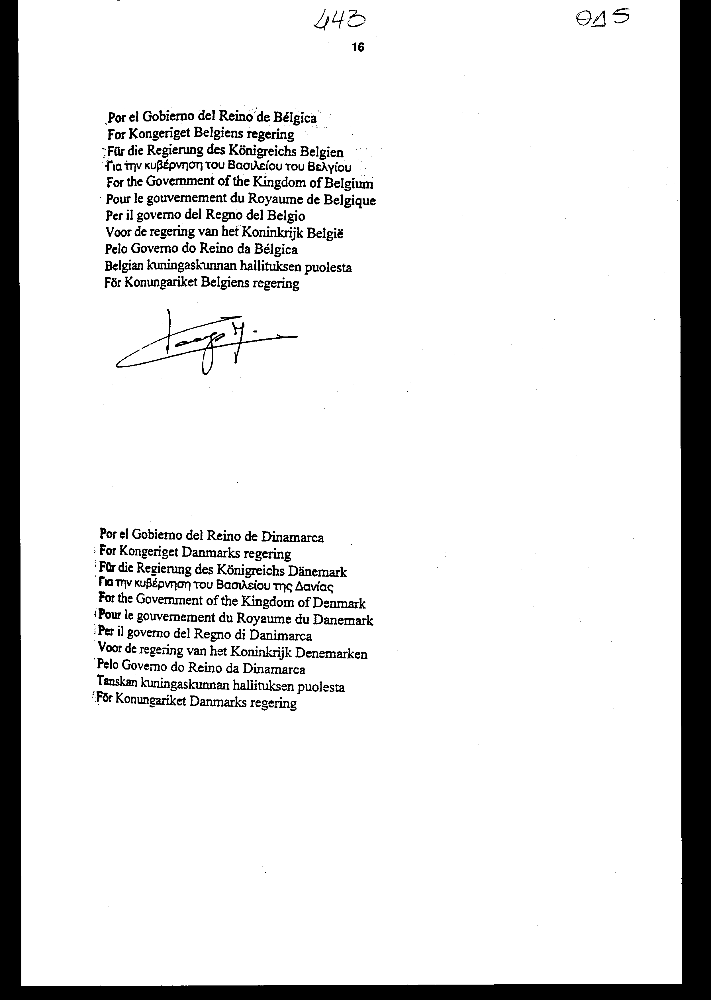 443
015
16
Por el Gobierno del Reino de Bélgica
For Kongeriget Belgiens regering
Für die Regierung des Königreichs Belgien
Για την κυβέρνηση του Βασιλείου του Βελγίου
For the Government of the Kingdom of Belgium
Pour le gouvernement du Royaume de Belgique
Per il governo del Regno del Belgio
Voor de regering van het Koninkrijk België
Pelo Governo do Reino da Bélgica
Belgian kuningaskunnan hallituksen puolesta
För Konungariket Belgiens regering
Por el Gobierno del Reino de Dinamarca
For Kongeriget Danmarks regering
Für die Regierung des Königreichs Dänemark
Για την κυβέρνηση του Βασιλείου της Δανίας
For the Government of the Kingdom of Denmark
Pour le gouvernement du Royaume du Danemark
Per il governo del Regno di Danimarca
Voor de regering van het Koninkrijk Denemarken
Pelo Governo do Reino da Dinamarca
Tanskan kuningaskunnan hallituksen puolesta
För Konungariket Danmarks regering